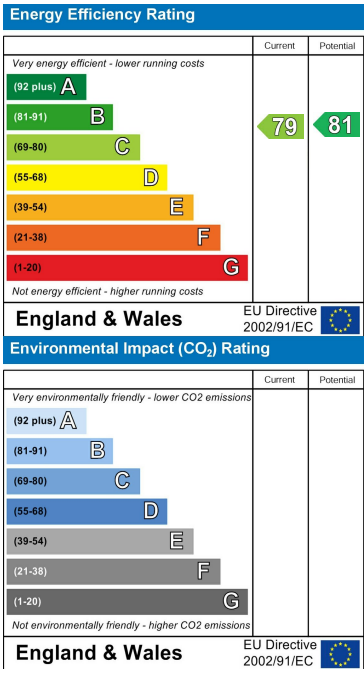 Energy Efficiency Rating
Current Potential
Very energy efficient - lower running costs
(92 plus) A
(81-91) B
(69-80) C
(55-68) D
(39-54) E
(21-38) F
(1-20) G
79 81
Not energy efficient - higher running costs
England & Wales
EU Directive
2002/91/EC
Environmental Impact (CO₂) Rating
Current Potential
Very environmentally friendly - lower CO2 emissions
(92 plus) A
(81-91) B
(69-80) C
(55-68) D
(39-54) E
(21-38) F
(1-20) G
Not environmentally friendly - higher CO2 emissions
England & Wales
EU Directive
2002/91/EC